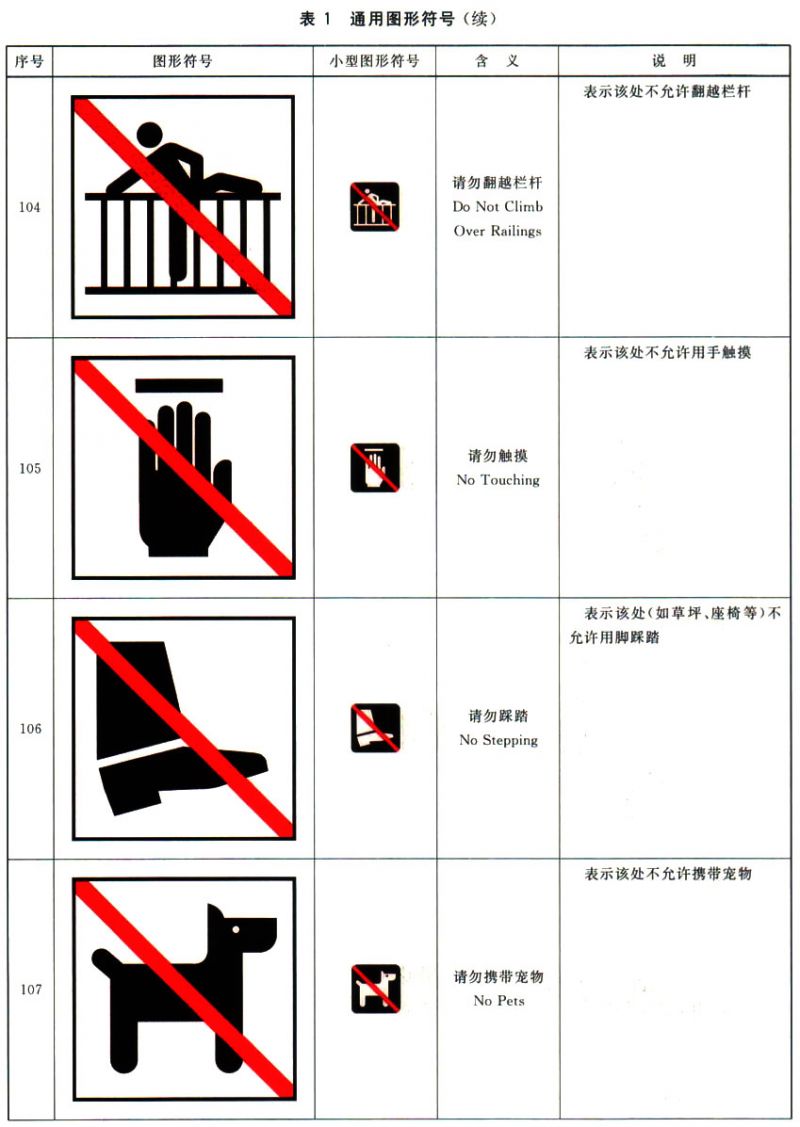 表 1 通用图形符号(续)
序号 图形符号 小型图形符号 含 义 说 明
104
请勿翻越栏杆
Do Not Climb
Over Railings
表示该处不允许翻越栏杆
105
请勿触摸
No Touching
表示该处不允许用手触摸
106
请勿踩踏
No Stepping
表示该处(如草坪、座椅等)不
允许用脚踩踏
107
请勿携带宠物
No Pets
表示该处不允许携带宠物